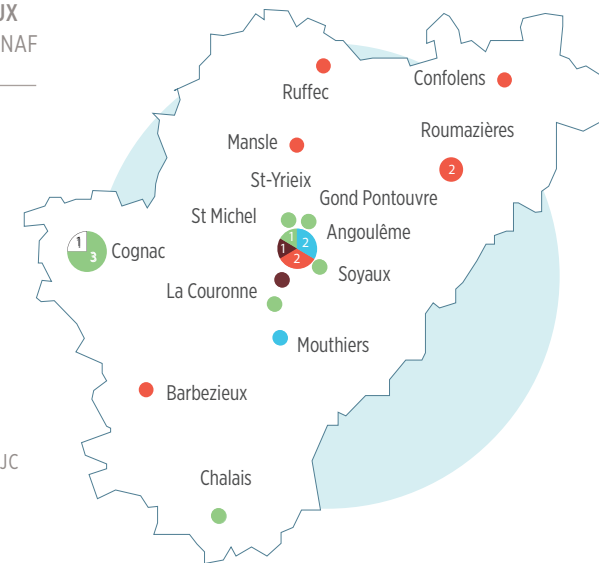 UX
NAF
Ruffec
Confolens
Mansle
Roumazières
2
St-Yrieix
Gond Pontouvre
St Michel
Angoulême
1
2
1
2
1
3
Cognac
Soyaux
La Couronne
Mouthiers
Barbezieux
JC
Chalais